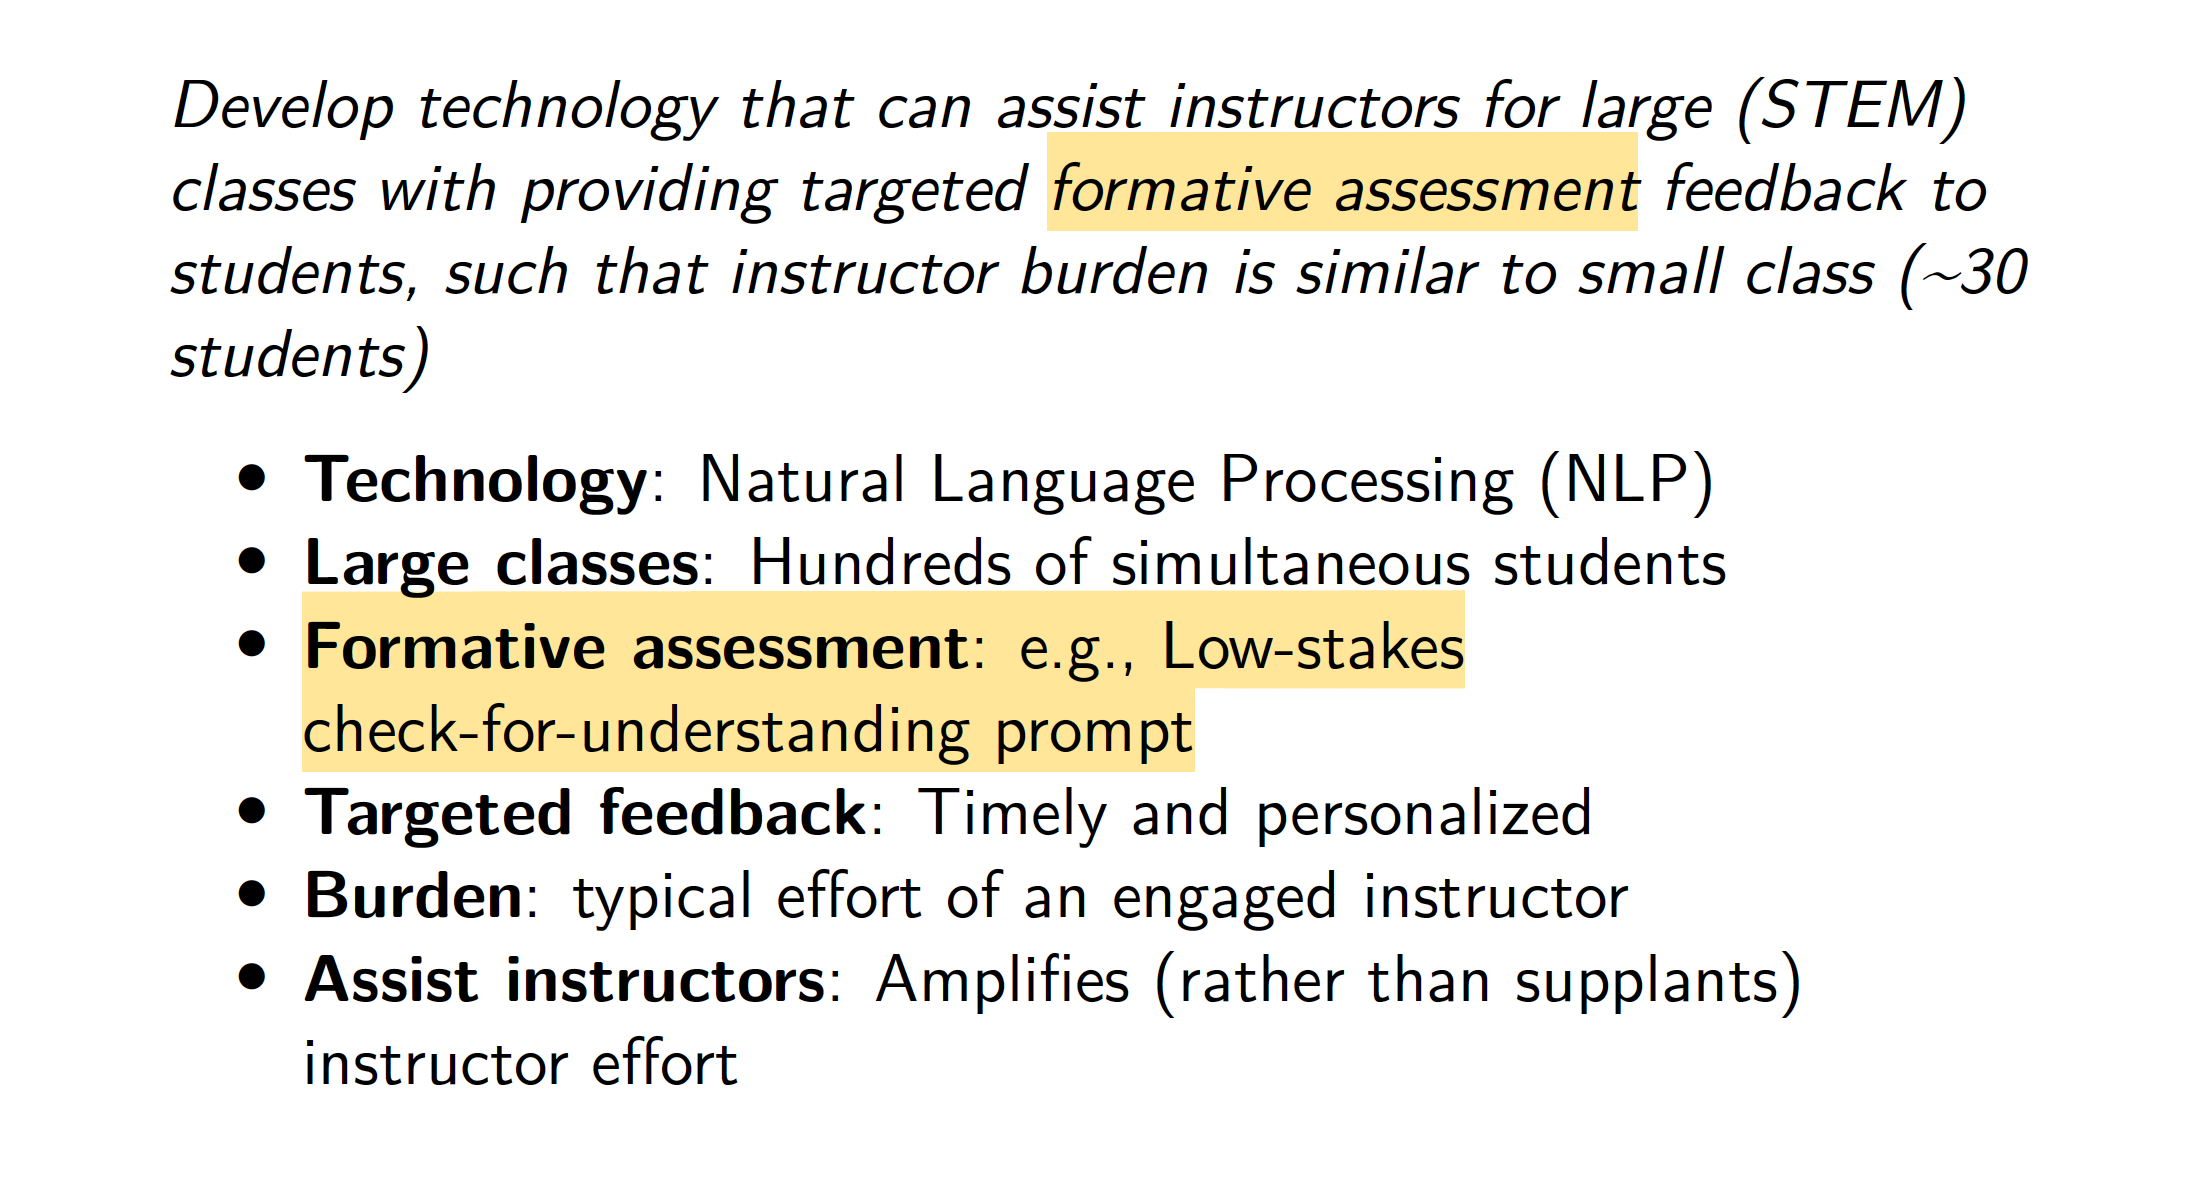 Develop technology that can assist instructors for large (STEM)
classes with providing targeted formative assessment feedback to
students, such that instructor burden is similar to small class (~30
students)
• Technology: Natural Language Processing (NLP)
• Large classes: Hundreds of simultaneous students
• Formative assessment: e.g., Low-stakes
check-for-understanding prompt
• Targeted feedback: Timely and personalized
• Burden: typical effort of an engaged instructor
• Assist instructors: Amplifies (rather than supplants)
instructor effort